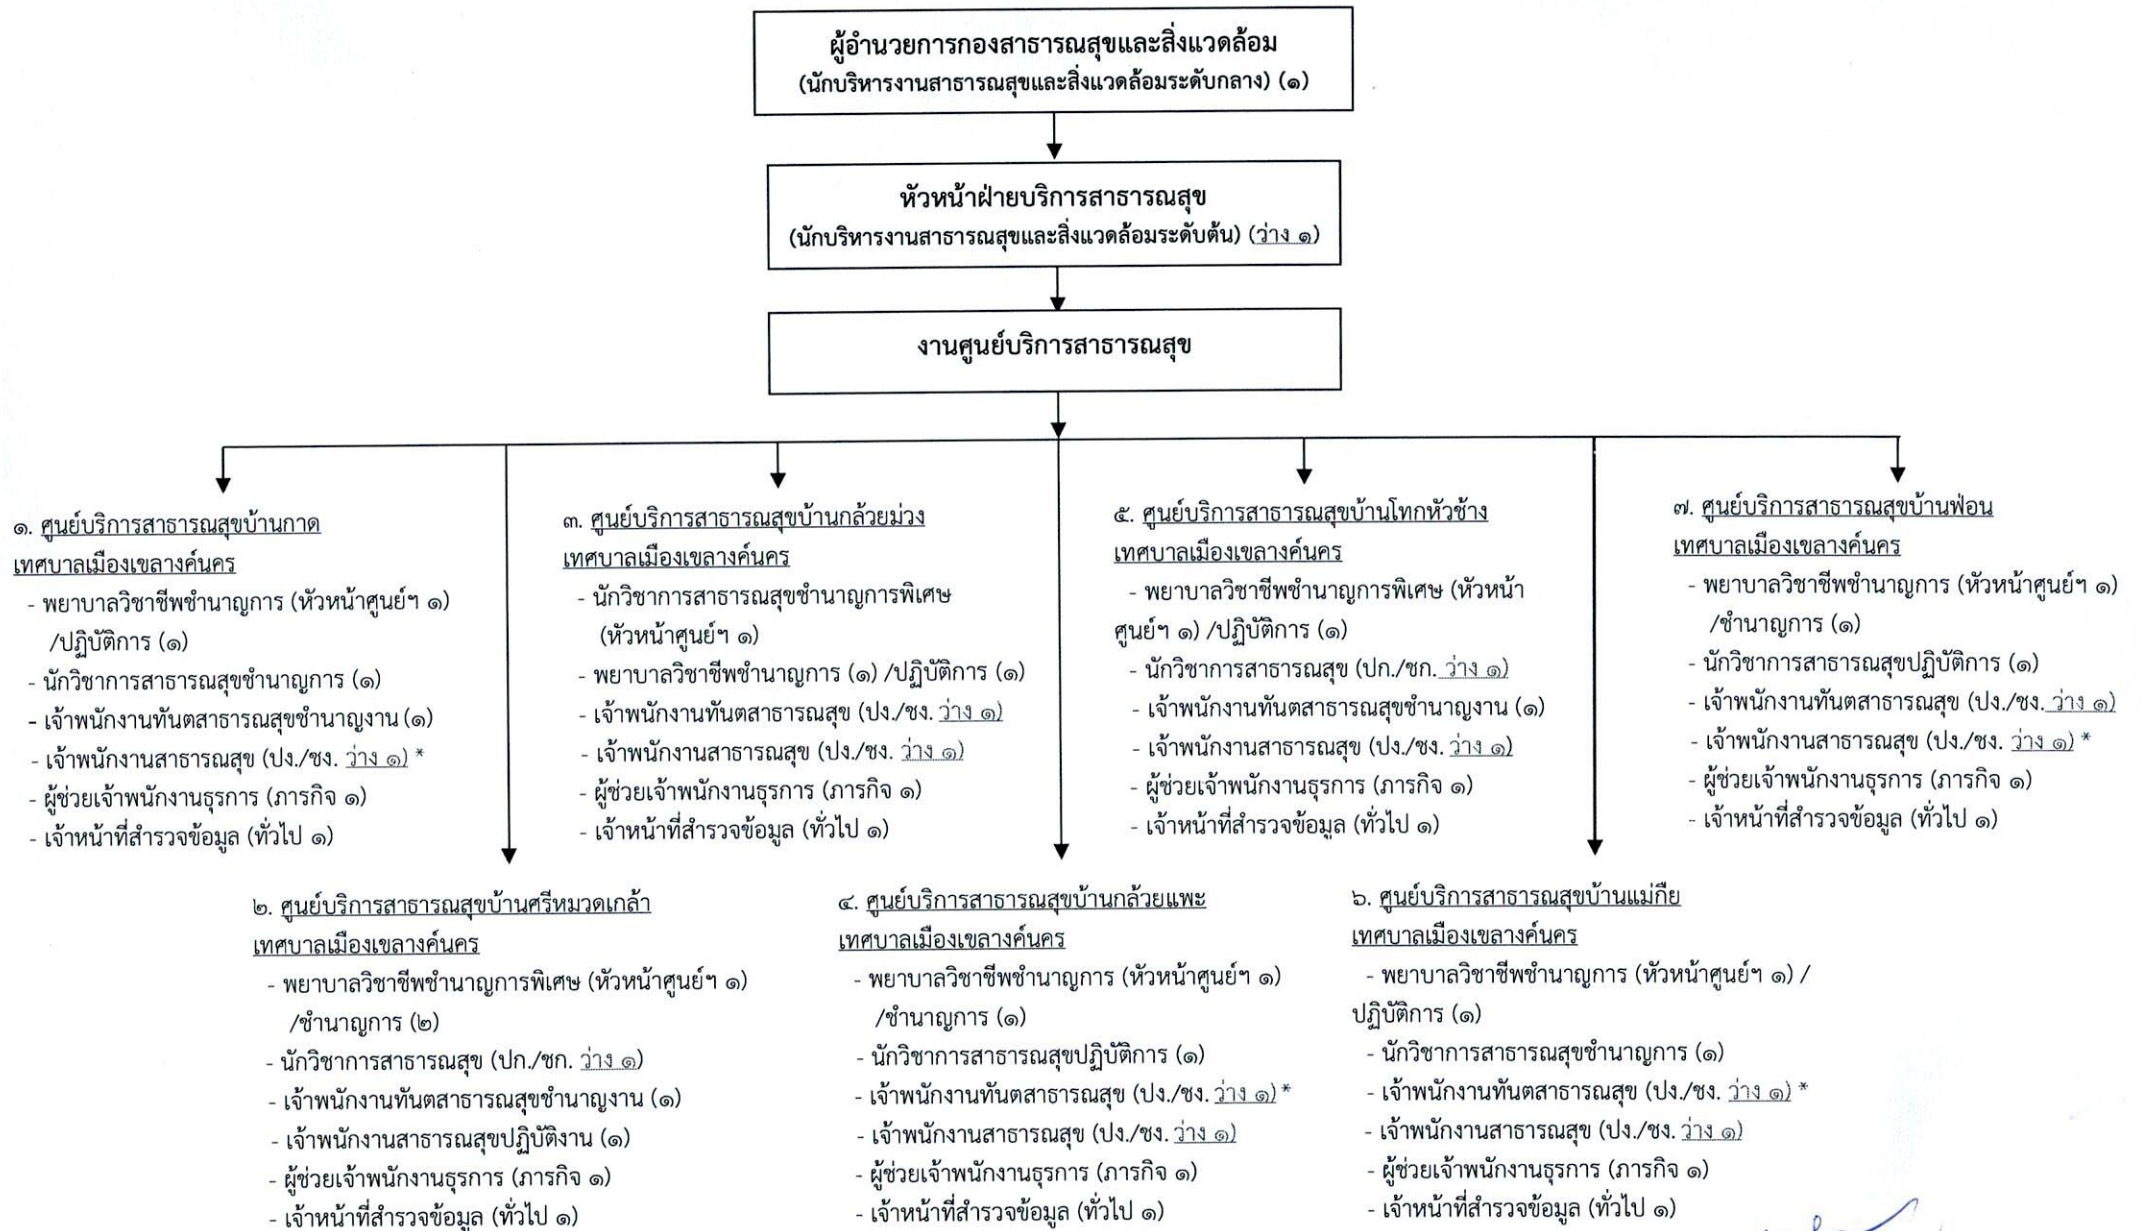 ผู้อำนวยการกองสาธารณสุขและสิ่งแวดล้อม
(นักบริหารงานสาธารณสุขและสิ่งแวดล้อมระดับกลาง) (๑)
หัวหน้าฝ่ายบริการสาธารณสุข
(นักบริหารงานสาธารณสุขและสิ่งแวดล้อมระดับต้น) (ว่าง ๑)
งานศูนย์บริการสาธารณสุข
๑. ศูนย์บริการสาธารณสุขบ้านกาด
เทศบาลเมืองเขลางค์นคร
- พยาบาลวิชาชีพชำนาญการ (หัวหน้าศูนย์ฯ ๑)
/ปฏิบัติการ (๑)
- นักวิชาการสาธารณสุขชำนาญการ (๑)
- เจ้าพนักงานทันตสาธารณสุขชำนาญงาน (๑)
- เจ้าพนักงานสาธารณสุข (ปง./ชง. ว่าง ๑) *
- ผู้ช่วยเจ้าพนักงานธุรการ (ภารกิจ ๑)
- เจ้าหน้าที่สำรวจข้อมูล (ทั่วไป ๑)
๓. ศูนย์บริการสาธารณสุขบ้านกล้วยม่วง
เทศบาลเมืองเขลางค์นคร
- นักวิชาการสาธารณสุขชำนาญการพิเศษ
(หัวหน้าศูนย์ฯ ๑)
- พยาบาลวิชาชีพชำนาญการ (๑) /ปฏิบัติการ (๑)
- เจ้าพนักงานทันตสาธารณสุข (ปง./ชง. ว่าง ๑)
- เจ้าพนักงานสาธารณสุข (ปง./ชง. ว่าง ๑)
- ผู้ช่วยเจ้าพนักงานธุรการ (ภารกิจ ๑)
- เจ้าหน้าที่สำรวจข้อมูล (ทั่วไป ๑)
๕. ศูนย์บริการสาธารณสุขบ้านโทกหัวช้าง
เทศบาลเมืองเขลางค์นคร
- พยาบาลวิชาชีพชำนาญการพิเศษ (หัวหน้า
ศูนย์ฯ ๑) /ปฏิบัติการ (๑)
- นักวิชาการสาธารณสุข (ปก./ชก. ว่าง ๑)
- เจ้าพนักงานทันตสาธารณสุขชำนาญงาน (๑)
- เจ้าพนักงานสาธารณสุข (ปง./ชง. ว่าง ๑)
- ผู้ช่วยเจ้าพนักงานธุรการ (ภารกิจ ๑)
- เจ้าหน้าที่สำรวจข้อมูล (ทั่วไป ๑)
๗. ศูนย์บริการสาธารณสุขบ้านฟ่อน
เทศบาลเมืองเขลางค์นคร
- พยาบาลวิชาชีพชำนาญการ (หัวหน้าศูนย์ฯ ๑)
/ชำนาญการ (๑)
- นักวิชาการสาธารณสุขปฏิบัติการ (๑)
- เจ้าพนักงานทันตสาธารณสุข (ปง./ชง. ว่าง ๑)
- เจ้าพนักงานสาธารณสุข (ปง./ชง. ว่าง ๑) *
- ผู้ช่วยเจ้าพนักงานธุรการ (ภารกิจ ๑)
- เจ้าหน้าที่สำรวจข้อมูล (ทั่วไป ๑)
๒. ศูนย์บริการสาธารณสุขบ้านศรีหมวดเกล้า
เทศบาลเมืองเขลางค์นคร
- พยาบาลวิชาชีพชำนาญการพิเศษ (หัวหน้าศูนย์ฯ ๑)
/ชำนาญการ (๒)
- นักวิชาการสาธารณสุข (ปก./ชก. ว่าง ๑)
- เจ้าพนักงานทันตสาธารณสุขชำนาญงาน (๑)
- เจ้าพนักงานสาธารณสุขปฏิบัติงาน (๑)
- ผู้ช่วยเจ้าพนักงานธุรการ (ภารกิจ ๑)
- เจ้าหน้าที่สำรวจข้อมูล (ทั่วไป ๑)
๔. ศูนย์บริการสาธารณสุขบ้านกล้วยแพะ
เทศบาลเมืองเขลางค์นคร
- พยาบาลวิชาชีพชำนาญการ (หัวหน้าศูนย์ฯ ๑)
/ชำนาญการ (๑)
- นักวิชาการสาธารณสุขปฏิบัติการ (๑)
- เจ้าพนักงานทันตสาธารณสุข (ปง./ชง. ว่าง ๑) *
- เจ้าพนักงานสาธารณสุข (ปง./ชง. ว่าง ๑)
- ผู้ช่วยเจ้าพนักงานธุรการ (ภารกิจ ๑)
- เจ้าหน้าที่สำรวจข้อมูล (ทั่วไป ๑)
๖. ศูนย์บริการสาธารณสุขบ้านแม่กืย
เทศบาลเมืองเขลางค์นคร
- พยาบาลวิชาชีพชำนาญการ (หัวหน้าศูนย์ฯ ๑) /
ปฏิบัติการ (๑)
- นักวิชาการสาธารณสุขชำนาญการ (๑)
- เจ้าพนักงานทันตสาธารณสุข (ปง./ชง. ว่าง ๑) *
- เจ้าพนักงานสาธารณสุข (ปง./ชง. ว่าง ๑)
- ผู้ช่วยเจ้าพนักงานธุรการ (ภารกิจ ๑)
- เจ้าหน้าที่สำรวจข้อมูล (ทั่วไป ๑)